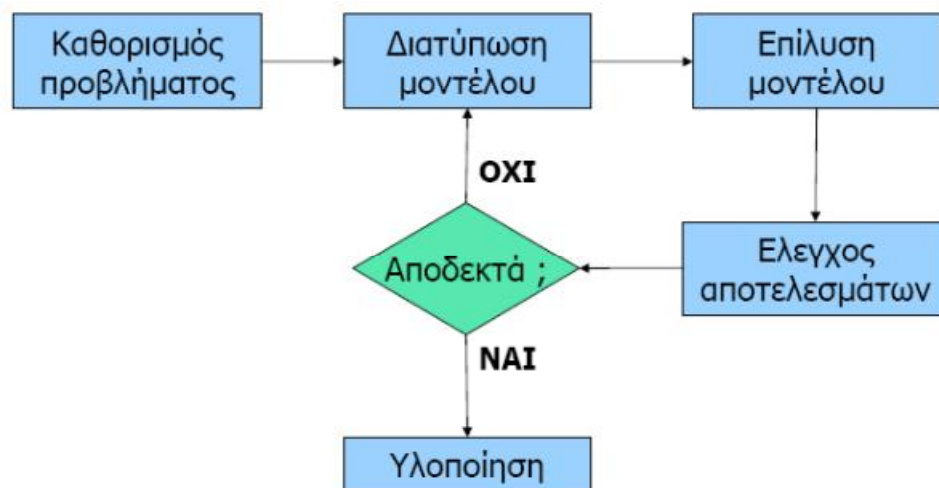 Καθορισμός
προβλήματος
Διατύπωση
μοντέλου
Επίλυση
μοντέλου
ΟΧΙ
Αποδεκτά ;
Ελεγχος
αποτελεσμάτων
ΝΑΙ
Υλοποίηση